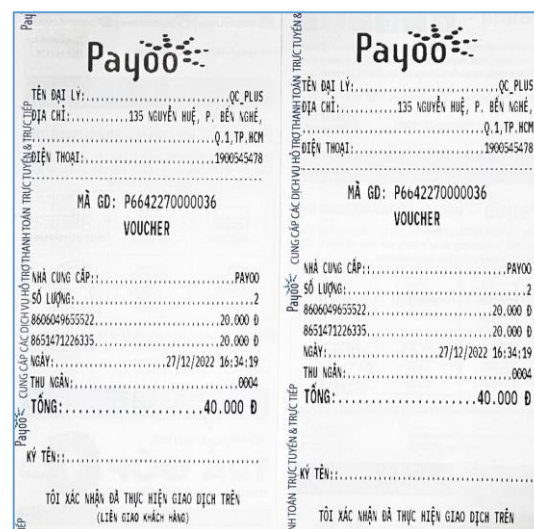 Payoo
TÊN ĐẠI LÝ:............................QC_PLUS
ĐỊA CHỈ:............135 NGUYỄN HUỆ, P. BẾN NGHÉ,
....................................Q.1,TP.HCM
ĐIỆN THOẠI:..........................1900545478
MÃ GD: P6642270000036
VOUCHER
NHÀ CUNG CẤP::............................PAYOO
SỐ LƯỢNG:....................................2
8606049655522..........................20.000 Đ
8651471226335..........................20.000 Đ
NGÀY:......................27/12/2022 16:34:19
THU NGÂN:.................................0004
TỔNG:....................40.000 Đ
KÝ TÊN::......................................
TÔI XÁC NHẬN ĐÃ THỰC HIỆN GIAO DỊCH TRÊN
(LIÊN GIAO KHÁCH HÀNG)
Pay
CUNG CẤP CÁC DỊCH VỤ HỖ TRỢ THANH TOÁN TRỰC TUYẾN & TRỰC TIẾP
Payoo
TIẾP
Payoo
TÊN ĐẠI LÝ:............................QC_PLUS
ĐỊA CHỈ:............135 NGUYỄN HUỆ, P. BẾN NGHÉ,
....................................Q.1,TP.HCM
ĐIỆN THOẠI:..........................1900545478
MÃ GD: P6642270000036
VOUCHER
NHÀ CUNG CẤP::............................PAYOO
SỐ LƯỢNG:....................................2
8606049655522..........................20.000 Đ
8651471226335..........................20.000 Đ
NGÀY:......................27/12/2022 16:34:19
THU NGÂN:.................................0004
TỔNG:....................40.000 Đ
KÝ TÊN::......................................
TÔI XÁC NHẬN ĐÃ THỰC HIỆN GIAO DỊCH TRÊN
CUNG CẤP CÁC DỊCH VỤ HỖ TRỢ THANH TOÁN TRỰC TUYẾN &
Payoo
TOÁN TRỰC TUYẾN & TRỰC TIẾP